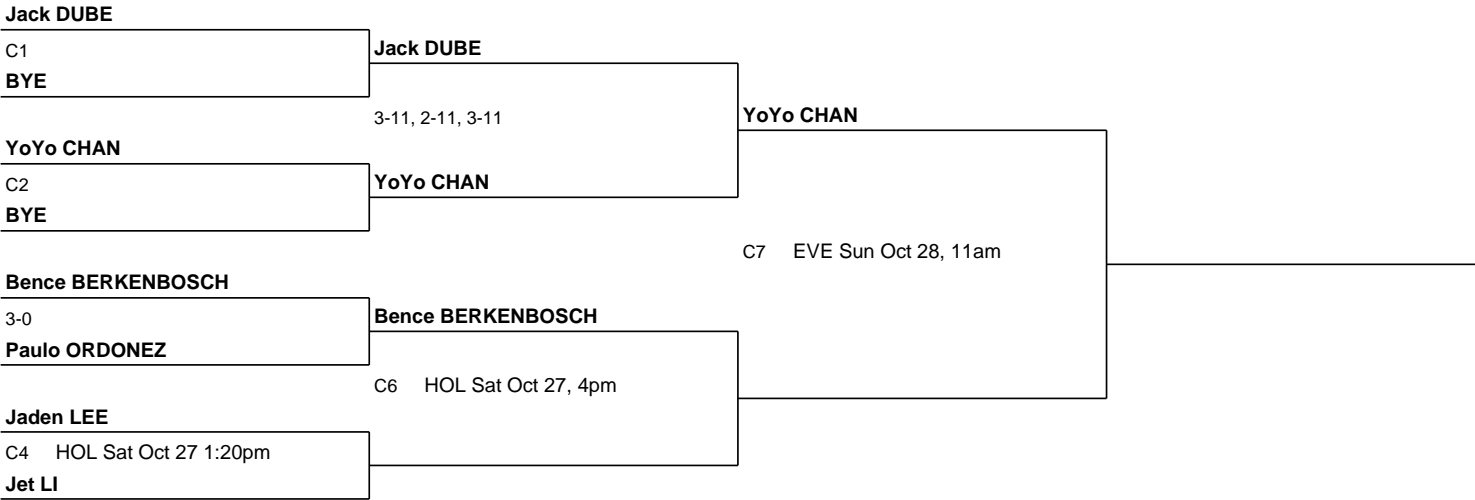 Jack DUBE
C1
BYE
Jack DUBE
3-11, 2-11, 3-11
YoYo CHAN
YoYo CHAN
C2
BYE
YoYo CHAN
C7 EVE Sun Oct 28, 11am
Bence BERKENBOSCH
3-0
Paulo ORDONEZ
Bence BERKENBOSCH
C6 HOL Sat Oct 27, 4pm
Jaden LEE
C4 HOL Sat Oct 27 1:20pm
Jet LI